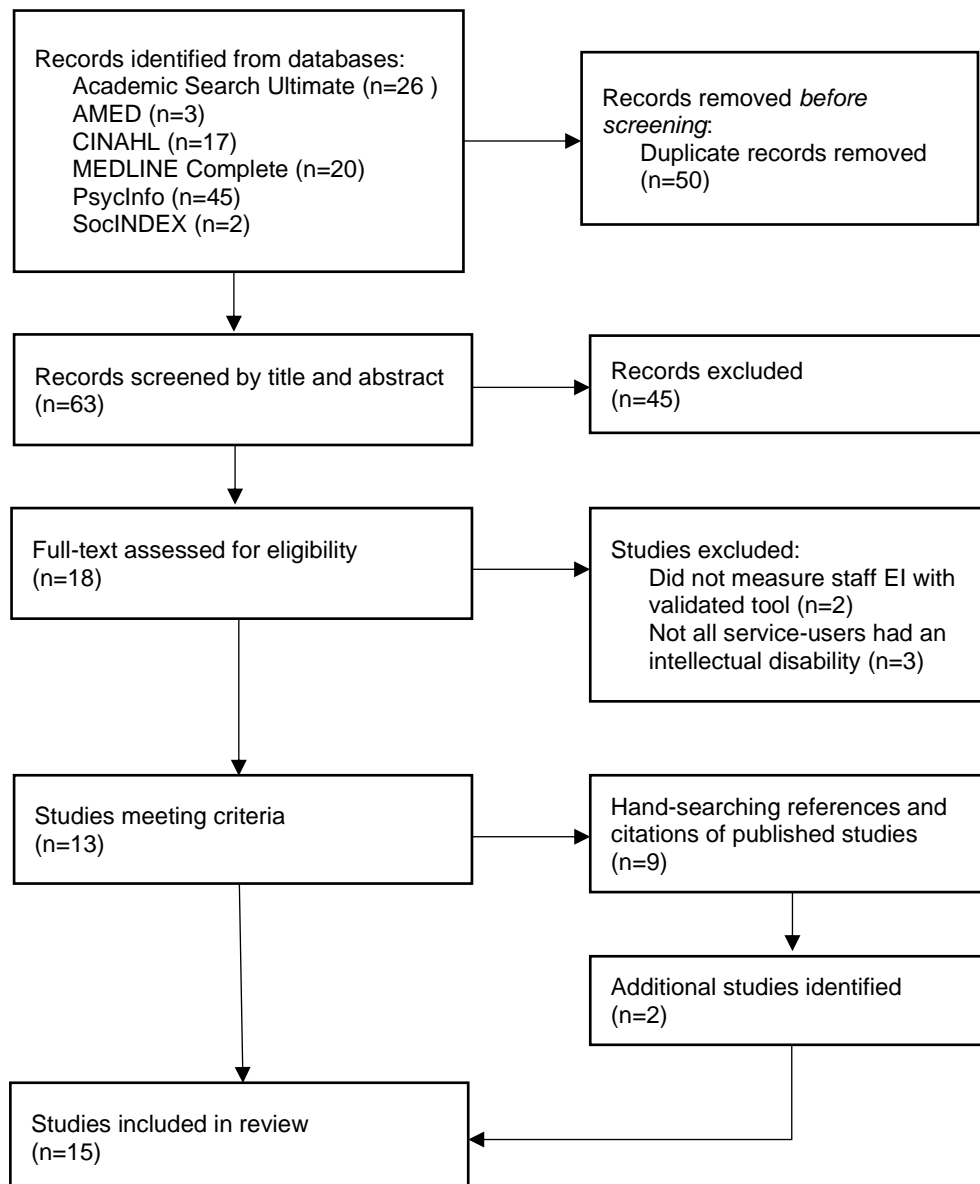 Records identified from databases:
Academic Search Ultimate (n=26 )
AMED (n=3)
CINAHL (n=17)
MEDLINE Complete (n=20)
PsycInfo (n=45)
SocINDEX (n=2)
Records removed before
screening:
Duplicate records removed
(n=50)
Records screened by title and abstract
(n=63)
Records excluded
(n=45)
Full-text assessed for eligibility
(n=18)
Studies excluded:
Did not measure staff EI with
validated tool (n=2)
Not all service-users had an
intellectual disability (n=3)
Studies meeting criteria
(n=13)
Hand-searching references and
citations of published studies
(n=9)
Additional studies identified
(n=2)
Studies included in review
(n=15)